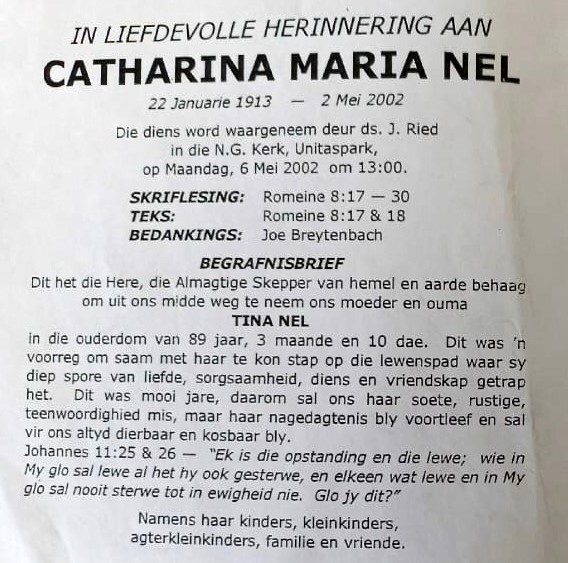 IN LIEFDEVOLLE HERINNERING AAN
CATHARINA MARIA NEL
22 Januarie 1913 — 2 Mei 2002
Die diens word waargeneem deur ds. J. Ried
in die N.G. Kerk, Unitaspark,
op Maandag, 6 Mei 2002 om 13:00.
SKRIFLESING: Romeine 8:17 — 30
TEKS: Romeine 8:17 & 18
BEDANKINGS: Joe Breytenbach
BEGRAFNISBRIEF
Dit het die Here, die Almagtige Skepper van hemel en aarde behaag
om uit ons midde weg te neem ons moeder en ouma
TINA NEL
in die ouderdom van 89 jaar, 3 maande en 10 dae. Dit was 'n
voorreg om saam met haar te kon stap op die lewenspad waar sy
diep spore van liefde, sorgsaamheid, diens en vriendskap getrap
het. Dit was mooi jare, daarom sal ons haar soete, rustige,
teenwoordighied mis, maar haar nagedagtenis bly voortleef en sal
vir ons altyd dierbaar en kosbaar bly.
Johannes 11:25 & 26 — "Ek is die opstanding en die lewe; wie in
My glo sal lewe al het hy ook gesterwe, en elkeen wat lewe en in My
glo sal nooit sterwe tot in ewigheid nie. Glo jy dit?"
Namens haar kinders, kleinkinders,
agterkleinkinders, familie en vriende.